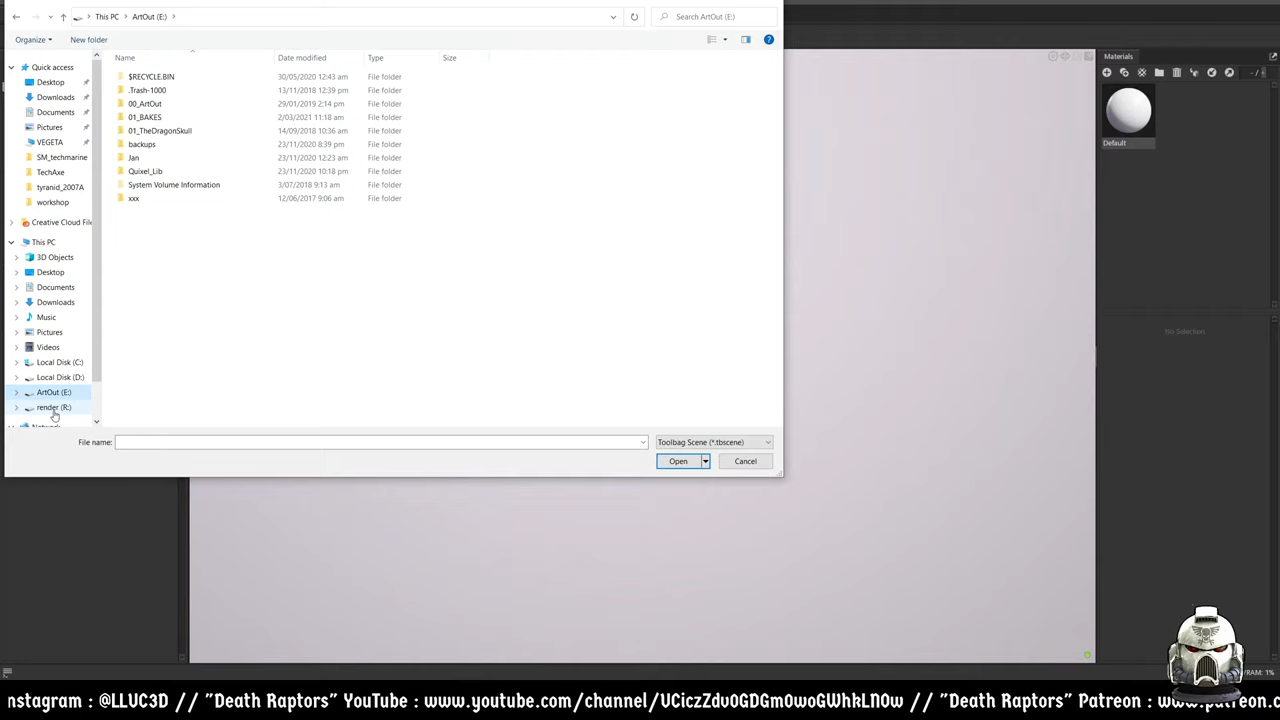 This PC > ArtOut (E:) >
Search ArtOut (E:)
Organize
New folder
Name Date modified Type Size
$RECYCLE.BIN 30/05/2020 12:43 am File folder
.Trash-1000 13/11/2018 12:39 pm File folder
00_ArtOut 29/01/2019 2:14 pm File folder
01_BAKES 2/03/2021 11:18 am File folder
01_TheDragonSkull 14/09/2018 10:36 am File folder
backups 23/11/2020 8:39 pm File folder
Jan 23/11/2020 12:23 am File folder
Quixel_Lib 23/11/2020 10:18 pm File folder
System Volume Information 3/07/2018 9:13 am File folder
xxx 12/06/2017 9:06 am File folder
Quick access
Desktop
Downloads
Documents
Pictures
VEGETA
SM_techmarine
TechAxe
tyranid_2007A
workshop
Creative Cloud File
This PC
3D Objects
Desktop
Documents
Downloads
Music
Pictures
Videos
Local Disk (C:)
Local Disk (D:)
ArtOut (E:)
render (R:)
File name:
Toolbag Scene (*.tbscene)
Open
Cancel
Materials
- /
Default
No Selection.
/RAM: 1%
nstagram : @LLUC3D // "Death Raptors" YouTube : www.youtube.com/channel/UCiczZdv0GDGm0woGWhkLN0w // "Death Raptors" Patreon : www.patreon.c